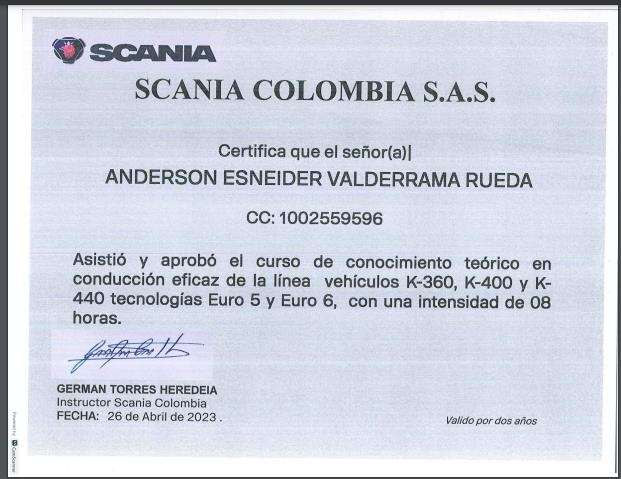 SCANIA
SCANIA COLOMBIA S.A.S.
Certifica que el señor(a)|
ANDERSON ESNEIDER VALDERRAMA RUEDA
CC: 1002559596
Asistió y aprobó el curso de conocimiento teórico en
conducción eficaz de la línea vehículos K-360, K-400 y K-
440 tecnologías Euro 5 y Euro 6, con una intensidad de 08
horas.
GERMAN TORRES HEREDEIA
Instructor Scania Colombia
FECHA: 26 de Abril de 2023 .
Valido por dos años
CamScanner